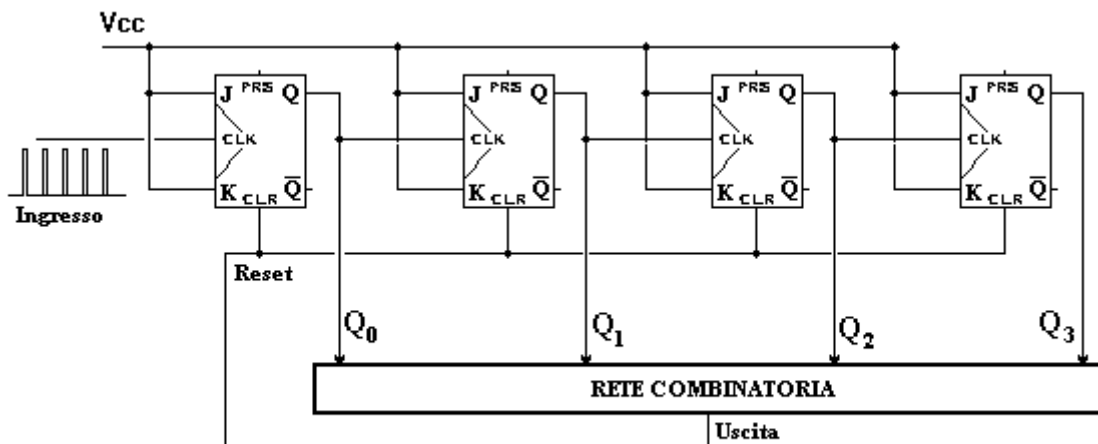 Vcc
J PRS Q
CLK
K CLR Q̅
J PRS Q
CLK
K CLR Q̅
J PRS Q
CLK
K CLR Q̅
J PRS Q
CLK
K CLR Q̅
Ingresso
Reset
Q0
Q1
Q2
Q3
RETE COMBINATORIA
Uscita